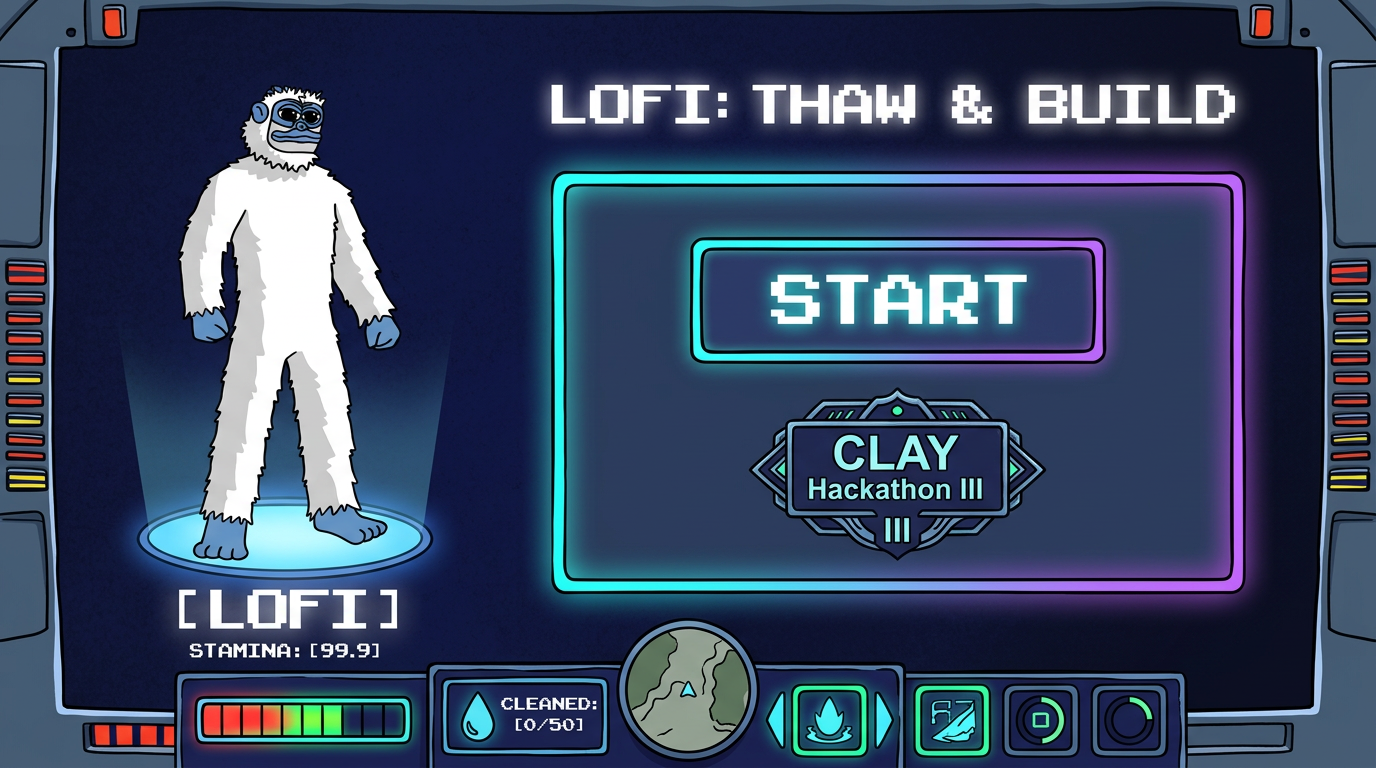 LOFI: THAW & BUILD
START
CLAY
Hackathon III
III
[LOFI]
STAMINA: [99.9]
CLEANED:
[0/50]